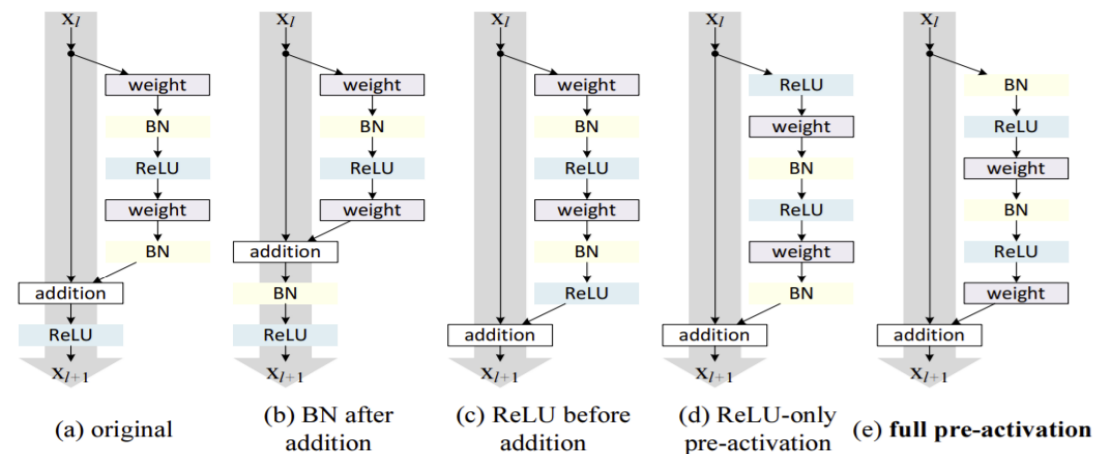 x_l
weight
BN
ReLU
weight
BN
addition
ReLU
x_{l+1}
(a) original
x_l
weight
BN
ReLU
weight
addition
BN
ReLU
x_{l+1}
(b) BN after
addition
x_l
weight
BN
ReLU
weight
BN
ReLU
addition
x_{l+1}
(c) ReLU before
addition
x_l
ReLU
weight
BN
ReLU
weight
BN
addition
x_{l+1}
(d) ReLU-only
pre-activation
x_l
BN
ReLU
weight
BN
ReLU
weight
addition
x_{l+1}
(e) full pre-activation